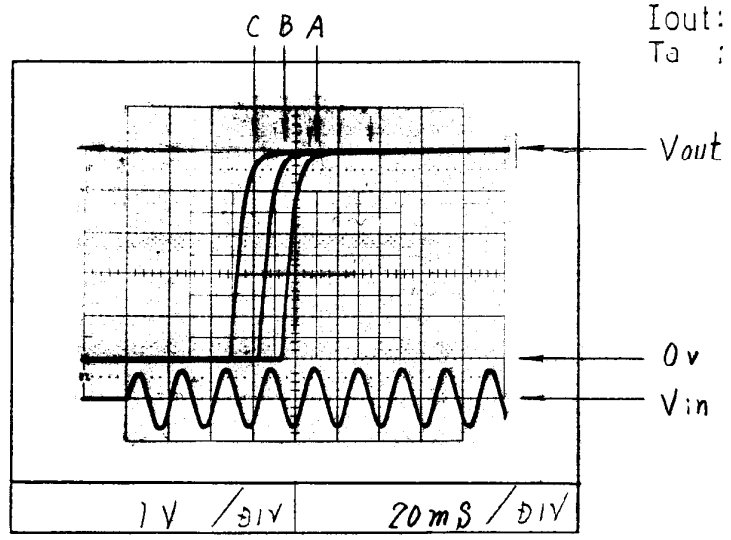 C B A
Iout:
Ta :
Vout
0v
Vin
1V /DIV
20mS /DIV